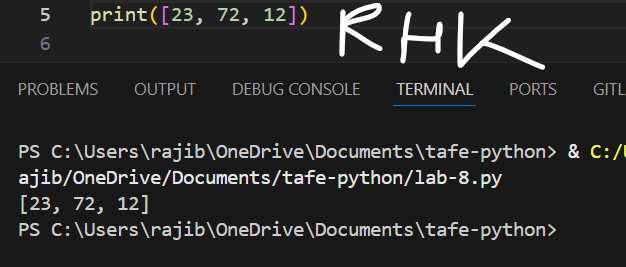 5 print([23, 72, 12]) RHK
6
PROBLEMS OUTPUT DEBUG CONSOLE TERMINAL PORTS GITL
PS C:\Users\rajib\OneDrive\Documents\tafe-python> & C:/U
ajib/OneDrive/Documents/tafe-python/lab-8.py
[23, 72, 12]
PS C:\Users\rajib\OneDrive\Documents\tafe-python>